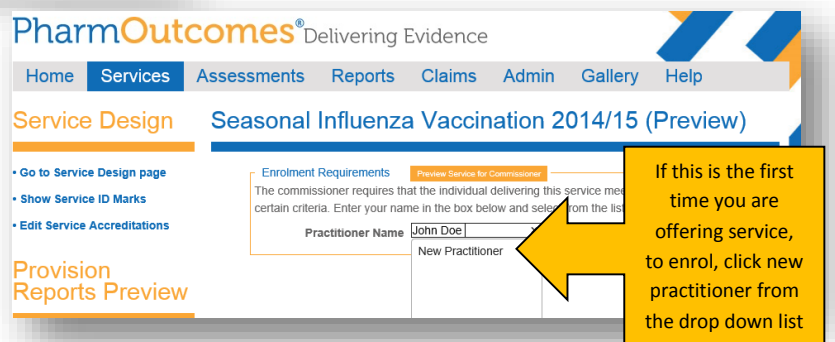 PharmOutcomes® Delivering Evidence
Home Services Assessments Reports Claims Admin Gallery Help
Service Design
• Go to Service Design page
• Show Service ID Marks
• Edit Service Accreditations
Provision
Reports Preview
Seasonal Influenza Vaccination 2014/15 (Preview)
Enrolment Requirements Preview Service for Commissioner
The commissioner requires that the individual delivering this service
certain criteria. Enter your name in the box below and select from the list
Practitioner Name John Doe
New Practitioner
If this is the first
time you are
offering service,
to enrol, click new
practitioner from
the drop down list